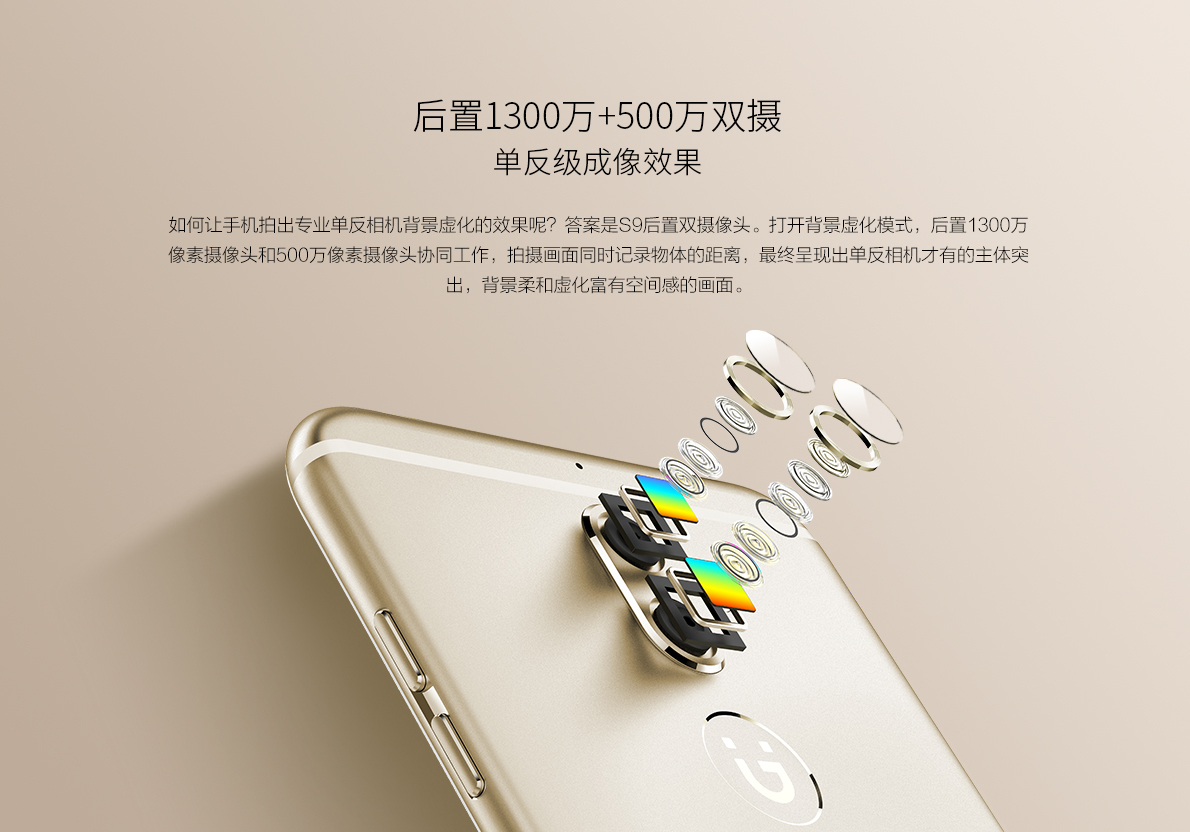 后置1300万+500万双摄
单反级成像效果
如何让手机拍出专业单反相机背景虚化的效果呢？答案是S9后置双摄像头。打开背景虚化模式，后置1300万
像素摄像头和500万像素摄像头协同工作，拍摄画面同时记录物体的距离，最终呈现出单反相机才有的主体突
出，背景柔和虚化富有空间感的画面。